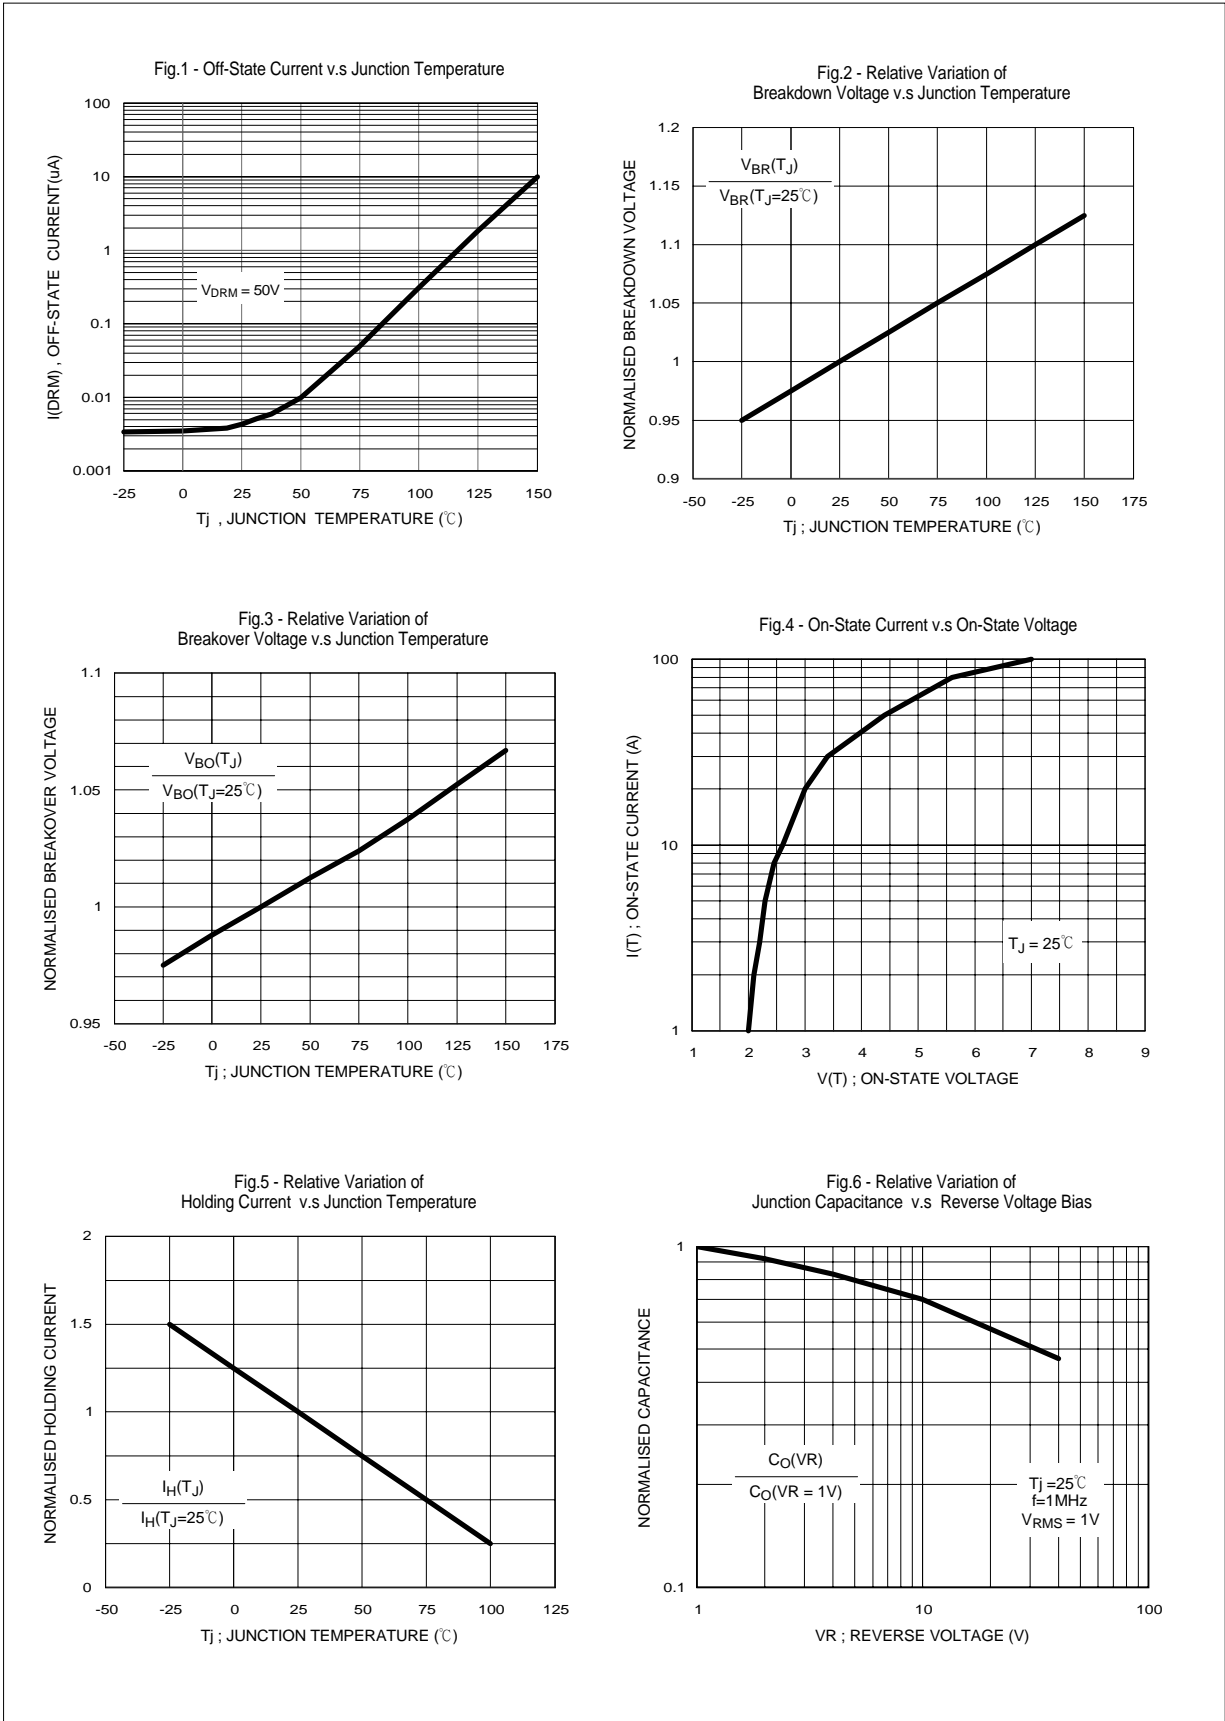 Fig.1 - Off-State Current v.s Junction Temperature
I(DRM) , OFF-STATE CURRENT(uA)
100
10
1
0.1
0.01
0.001
VDRM = 50V
-25 0 25 50 75 100 125 150
Tj , JUNCTION TEMPERATURE (℃)
Fig.2 - Relative Variation of
Breakdown Voltage v.s Junction Temperature
NORMALISED BREAKDOWN VOLTAGE
1.2
1.15
1.10
1.05
1
0.95
0.9
VBR(TJ)
VBR(TJ=25℃)
-50 -25 0 25 50 75 100 125 150 175
Tj ; JUNCTION TEMPERATURE (℃)
Fig.3 - Relative Variation of
Breakover Voltage v.s Junction Temperature
NORMALISED BREAKOVER VOLTAGE
1.1
1.05
1
0.95
VBO(TJ)
VBO(TJ=25℃)
-50 -25 0 25 50 75 100 125 150 175
Tj ; JUNCTION TEMPERATURE (℃)
Fig.4 - On-State Current v.s On-State Voltage
I(T) ; ON-STATE CURRENT (A)
100
10
1
TJ = 25℃
1 2 3 4 5 6 7 8 9
V(T) ; ON-STATE VOLTAGE
Fig.5 - Relative Variation of
Holding Current v.s Junction Temperature
NORMALISED HOLDING CURRENT
2
1.5
1
0.5
0
IH(TJ)
IH(TJ=25℃)
-50 -25 0 25 50 75 100 125
Tj ; JUNCTION TEMPERATURE (℃)
Fig.6 - Relative Variation of
Junction Capacitance v.s Reverse Voltage Bias
NORMALISED CAPACITANCE
1
0.1
CO(VR)
CO(VR = 1V)
Tj =25℃
f=1MHz
VRMS = 1V
1 10 100
VR ; REVERSE VOLTAGE (V)